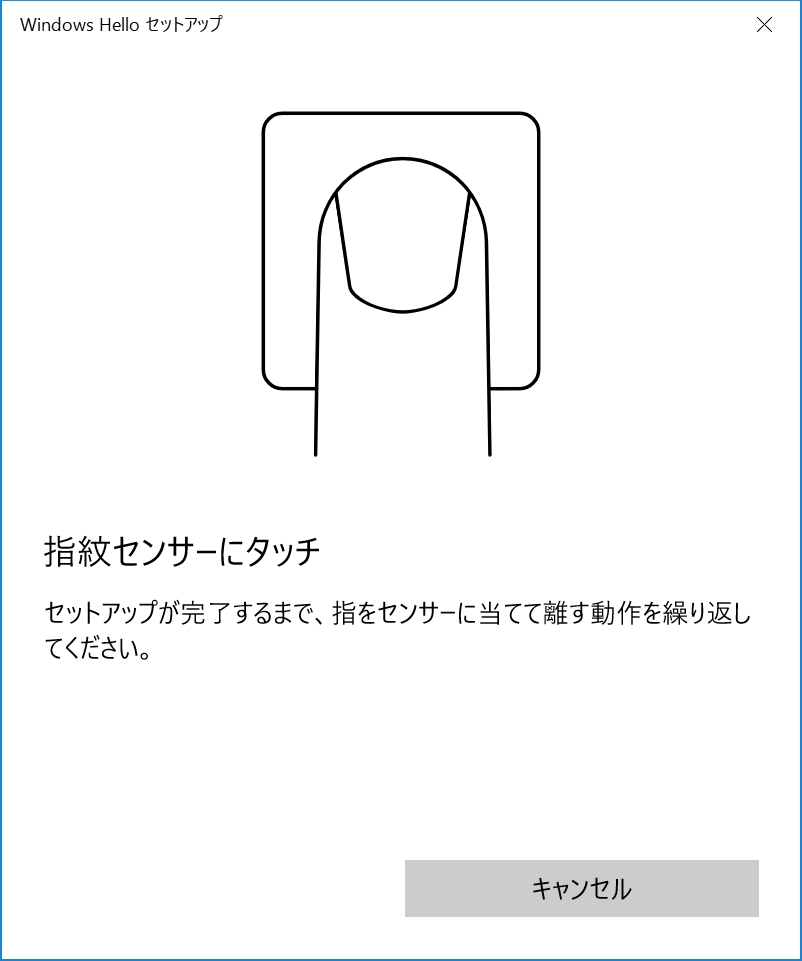 Windows Hello セットアップ
指紋センサーにタッチ
セットアップが完了するまで、指をセンサーに当てて離す動作を繰り返し
てください。
キャンセル